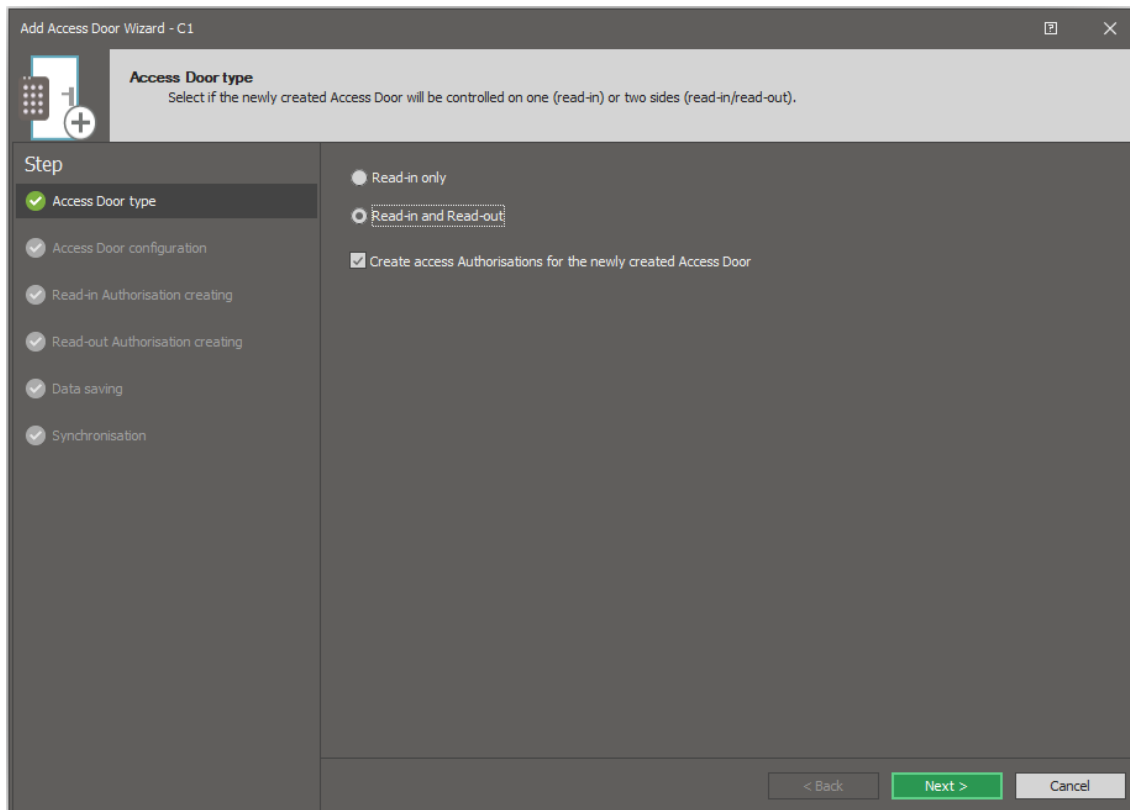 Add Access Door Wizard - C1
Access Door type
Select if the newly created Access Door will be controlled on one (read-in) or two sides (read-in/read-out).
Step
Access Door type
Access Door configuration
Read-in Authorisation creating
Read-out Authorisation creating
Data saving
Synchronisation
Read-in only
Read-in and Read-out
Create access Authorisations for the newly created Access Door
< Back
Next >
Cancel